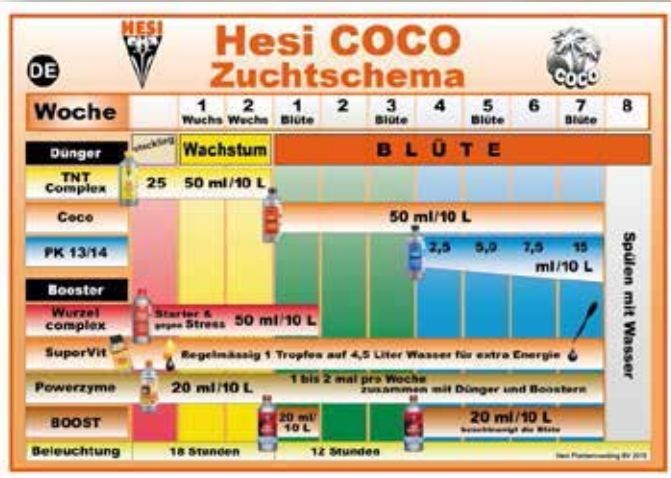 HESI
DE
Hesi COCO
Zuchtschema
COCO
Woche
1 2 1 2 3 4 5 6 7 8
Wuchs Wuchs Blüte Blüte Blüte Blüte
Dünger
Steckling
Wachstum
BLÜTE
TNT
Complex
25 50 ml/10 L
Coco
50 ml/10 L
PK 13/14
2,5 5,0 7,5 15
ml/10 L
Booster
Wurzel
complex
Starter &
gegen Stress 50 ml/10 L
SuperVit
Regelmässig 1 Tropfen auf 4,5 Liter Wasser für extra Energie
Powerzyme
20 ml/10 L
1 bis 2 mal pro Woche
zusammen mit Dünger und Boostern
BOOST
20 ml/
10 L
20 ml/10 L
beschleunigt die Blüte
Spülen mit Wasser
Beleuchtung
18 Stunden
12 Stunden